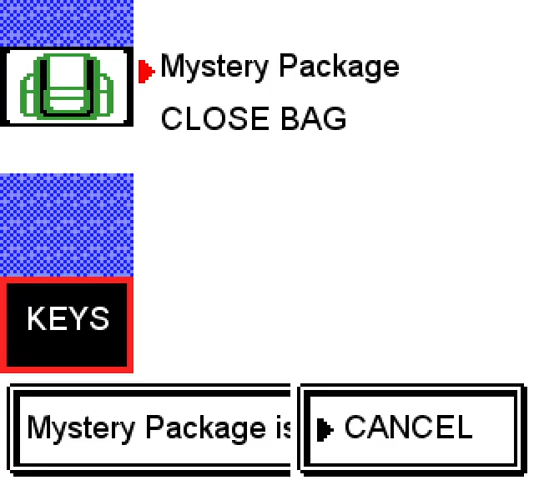 Mystery Package
CLOSE BAG
KEYS
Mystery Package is
CANCEL